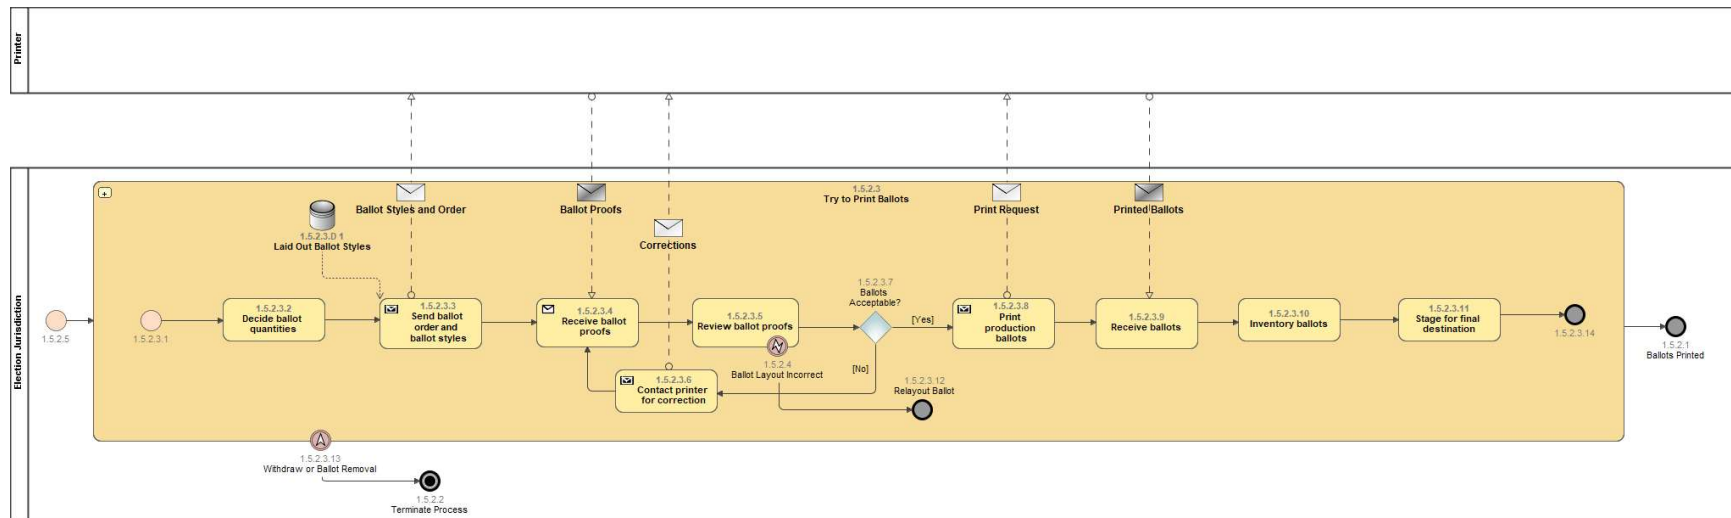 Printer
Election Jurisdiction
1.5.2.3
Try to Print Ballots
Ballot Styles and Order
Ballot Proofs
Corrections
Print Request
Printed Ballots
1.5.2.3.D 1
Laid Out Ballot Styles
1.5.2.5
1.5.2.3.1
1.5.2.3.2
Decide ballot
quantities
1.5.2.3.3
Send ballot
order and
ballot styles
1.5.2.3.4
Receive ballot
proofs
1.5.2.3.5
Review ballot proofs
1.5.2.4
Ballot Layout Incorrect
1.5.2.3.6
Contact printer
for correction
1.5.2.3.7
Ballots
Acceptable?
[Yes]
[No]
1.5.2.3.12
Relayout Ballot
1.5.2.3.8
Print
production
ballots
1.5.2.3.9
Receive ballots
1.5.2.3.10
Inventory ballots
1.5.2.3.11
Stage for final
destination
1.5.2.3.14
1.5.2.1
Ballots Printed
1.5.2.3.13
Withdraw or Ballot Removal
1.5.2.2
Terminate Process